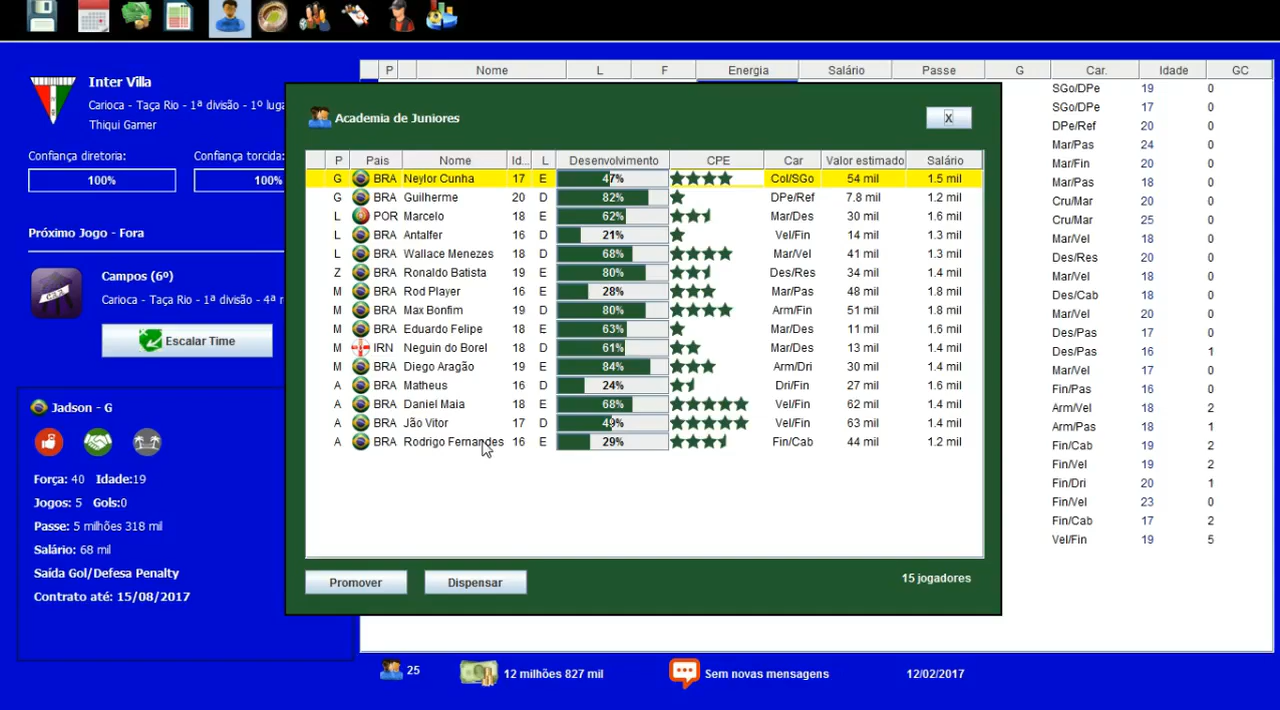 P Nome L F Energia Salário Passe G Car. Idade GC
Inter Villa
Carioca - Taça Rio - 1ª divisão - 1º luga
Thiqui Gamer
Confiança diretoria: Confiança torcida:
100% 100%
Próximo Jogo - Fora
Campos (6º)
Carioca - Taça Rio - 1ª divisão - 4ª r
Escalar Time
Jadson - G
Força: 40 Idade:19
Jogos: 5 Gols:0
Passe: 5 milhões 318 mil
Salário: 68 mil
Saída Gol/Defesa Penalty
Contrato até: 15/08/2017
Academia de Juniores X
P Pais Nome Id... L Desenvolvimento CPE Car Valor estimado Salário
G BRA Neylor Cunha 17 E 47% Col/SGo 54 mil 1.5 mil
G BRA Guilherme 20 D 82% DPe/Ref 7.8 mil 1.2 mil
L POR Marcelo 18 E 62% Mar/Des 30 mil 1.6 mil
L BRA Antalfer 16 D 21% Vel/Fin 14 mil 1.3 mil
L BRA Wallace Menezes 18 D 68% Mar/Vel 41 mil 1.3 mil
Z BRA Ronaldo Batista 19 E 80% Des/Res 34 mil 1.4 mil
M BRA Rod Player 16 E 28% Mar/Pas 48 mil 1.8 mil
M BRA Max Bonfim 19 D 80% Arm/Fin 51 mil 1.8 mil
M BRA Eduardo Felipe 18 E 63% Mar/Des 11 mil 1.6 mil
M IRN Neguin do Borel 18 D 61% Mar/Des 13 mil 1.4 mil
M BRA Diego Aragão 19 E 84% Arm/Dri 30 mil 1.4 mil
A BRA Matheus 16 D 24% Dri/Fin 27 mil 1.6 mil
A BRA Daniel Maia 18 E 68% Vel/Fin 62 mil 1.4 mil
A BRA Jão Vitor 17 D 49% Vel/Fin 63 mil 1.4 mil
A BRA Rodrigo Fernandes 16 E 29% Fin/Cab 44 mil 1.2 mil
Promover Dispensar 15 jogadores
SGo/DPe 19 0
SGo/DPe 17 0
DPe/Ref 20 0
Mar/Pas 24 0
Mar/Fin 20 0
Mar/Pas 18 0
Cru/Mar 20 0
Cru/Mar 25 0
Mar/Vel 18 0
Des/Res 20 0
Mar/Vel 18 0
Des/Cab 18 0
Mar/Vel 20 0
Des/Pas 17 0
Des/Pas 16 1
Mar/Vel 17 0
Fin/Pas 16 0
Arm/Vel 18 2
Arm/Pas 18 1
Fin/Cab 19 2
Fin/Vel 19 2
Fin/Dri 20 1
Fin/Vel 23 0
Fin/Cab 17 2
Vel/Fin 19 5
25 12 milhões 827 mil Sem novas mensagens 12/02/2017